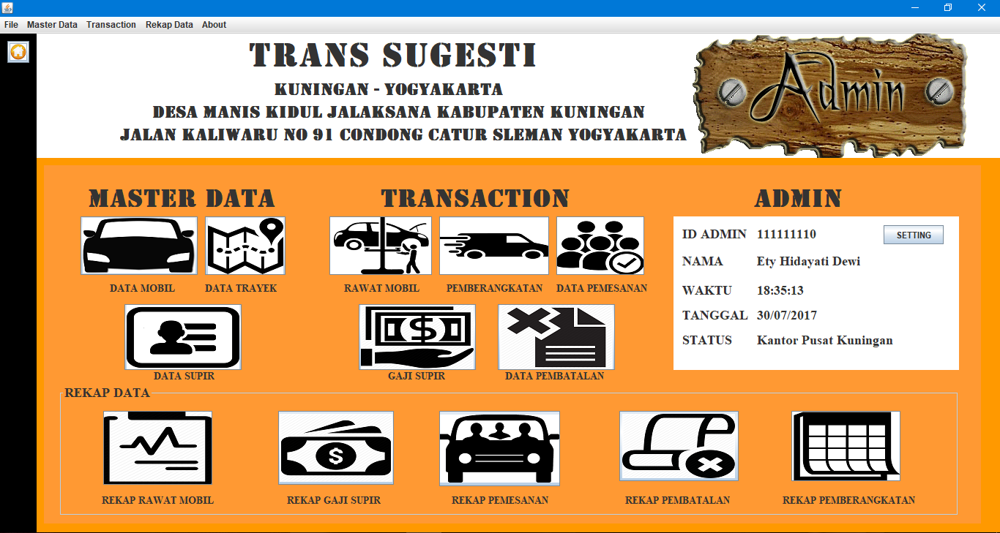 File Master Data Transaction Rekap Data About
TRANS SUGESTI
KUNINGAN - YOGYAKARTA
DESA MANIS KIDUL JALAKSANA KABUPATEN KUNINGAN
JALAN KALIWARU NO 91 CONDONG CATUR SLEMAN YOGYAKARTA
Admin
MASTER DATA
DATA MOBIL
DATA TRAYEK
DATA SUPIR
TRANSACTION
RAWAT MOBIL
PEMBERANGKATAN
DATA PEMESANAN
GAJI SUPIR
DATA PEMBATALAN
ADMIN
ID ADMIN 111111110
SETTING
NAMA Ety Hidayati Dewi
WAKTU 18:35:13
TANGGAL 30/07/2017
STATUS Kantor Pusat Kuningan
REKAP DATA
REKAP RAWAT MOBIL
REKAP GAJI SUPIR
REKAP PEMESANAN
REKAP PEMBATALAN
REKAP PEMBERANGKATAN